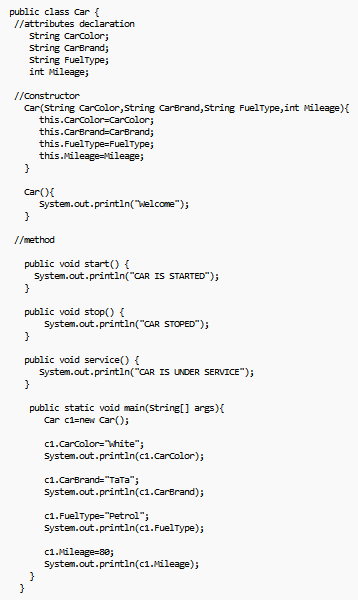 public class Car {
//attributes declaration
String CarColor;
String CarBrand;
String FuelType;
int Mileage;
//Constructor
Car(String CarColor,String CarBrand,String FuelType,int Mileage){
this.CarColor=CarColor;
this.CarBrand=CarBrand;
this.FuelType=FuelType;
this.Mileage=Mileage;
}
Car(){
System.out.println("Welcome");
}
//method
public void start() {
System.out.println("CAR IS STARTED");
}
public void stop() {
System.out.println("CAR STOPED");
}
public void service() {
System.out.println("CAR IS UNDER SERVICE");
}
public static void main(String[] args){
Car c1=new Car();
c1.CarColor="White";
System.out.println(c1.CarColor);
c1.CarBrand="TaTa";
System.out.println(c1.CarBrand);
c1.FuelType="Petrol";
System.out.println(c1.FuelType);
c1.Mileage=80;
System.out.println(c1.Mileage);
}
}